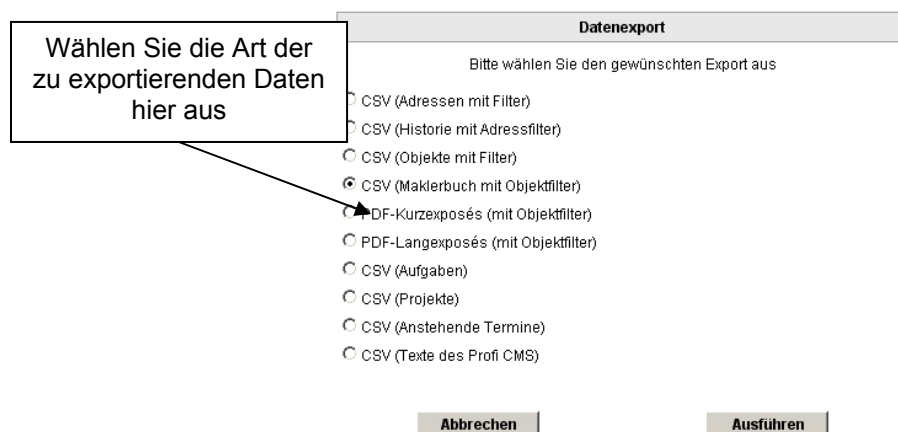 Datenexport
Wählen Sie die Art der
zu exportierenden Daten
hier aus
Bitte wählen Sie den gewünschten Export aus
CSV (Adressen mit Filter)
CSV (Historie mit Adressfilter)
CSV (Objekte mit Filter)
CSV (Maklerbuch mit Objektfilter)
PDF-Kurzexposés (mit Objektfilter)
PDF-Langexposés (mit Objektfilter)
CSV (Aufgaben)
CSV (Projekte)
CSV (Anstehende Termine)
CSV (Texte des Profi CMS)
Abbrechen
Ausführen